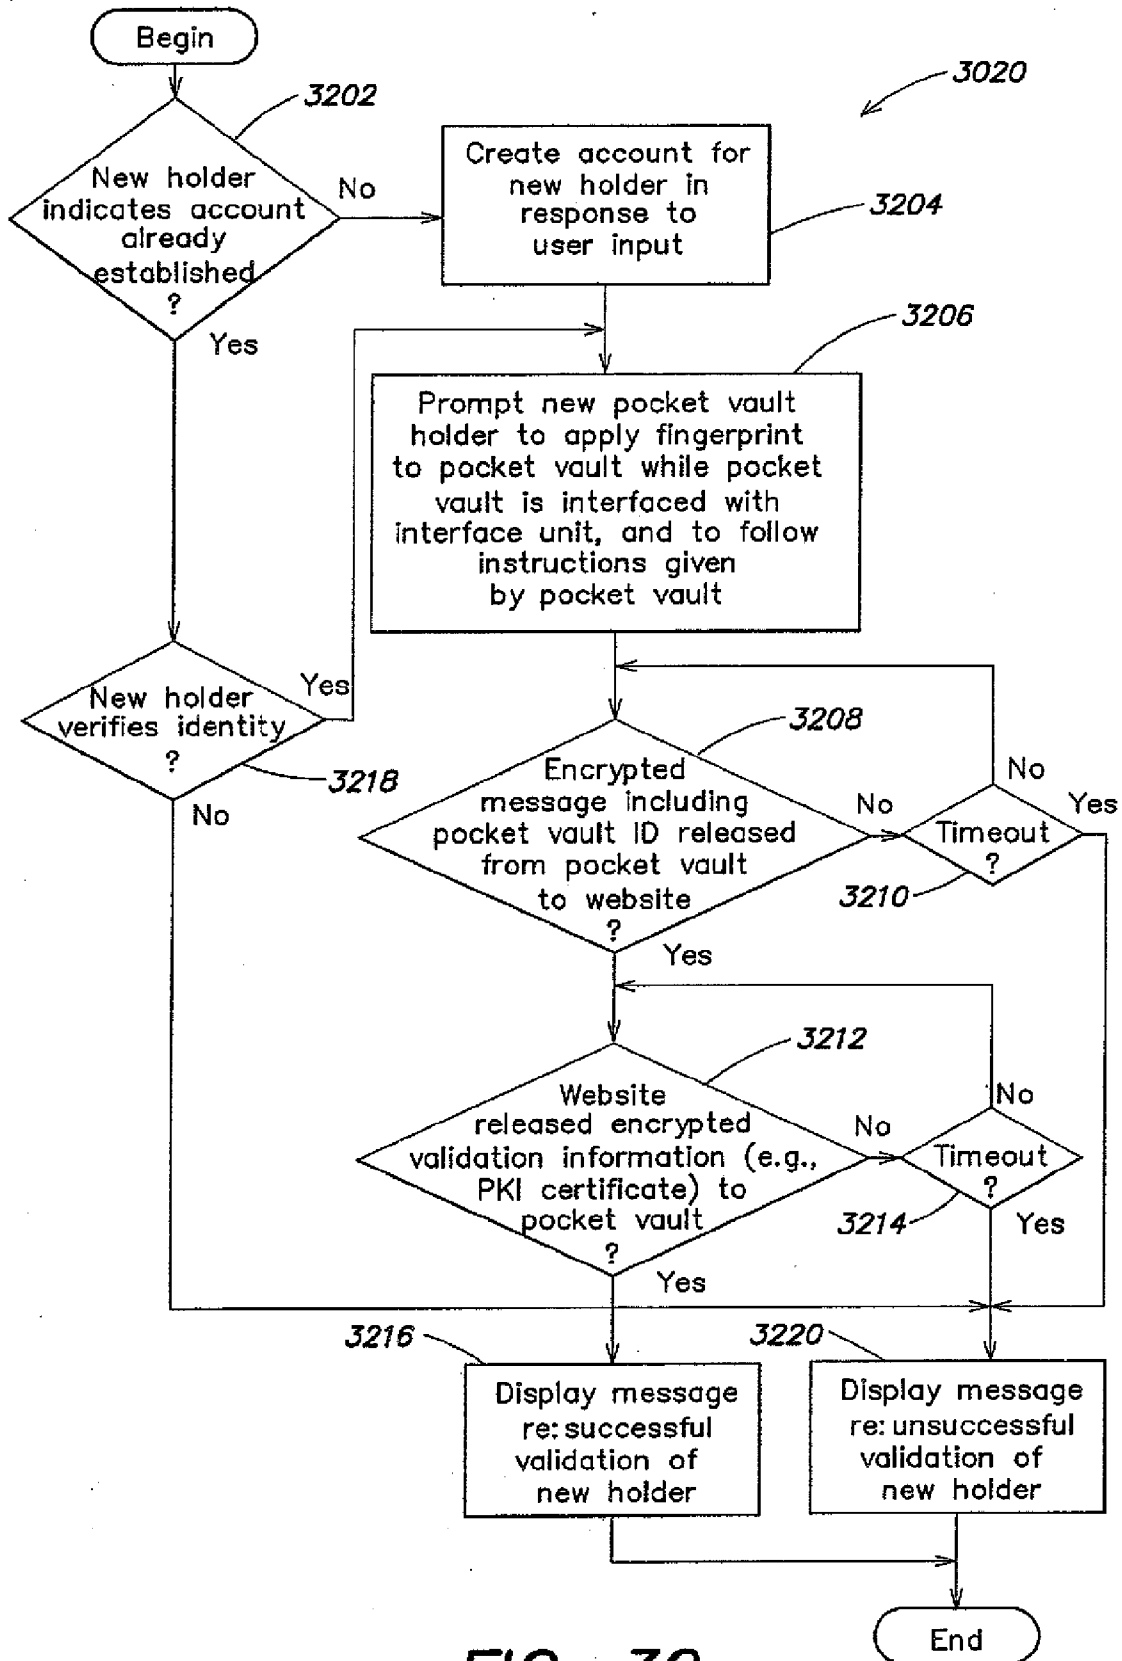 Begin
3202
3020
New holder
indicates account
already
established
?
No
Yes
Create account for
new holder in
response to
user input
3204
3206
Prompt new pocket vault
holder to apply fingerprint
to pocket vault while pocket
vault is interfaced with
interface unit, and to follow
instructions given
by pocket vault
New holder
verifies identity
?
Yes
3218
No
3208
Encrypted
message including
pocket vault ID released
from pocket vault
to website
?
No
Yes
Timeout
?
No
Yes
3210
3212
Website
released encrypted
validation information (e.g.,
PKI certificate) to
pocket vault
?
No
Yes
Timeout
?
No
Yes
3214
3216
Display message
re: successful
validation of
new holder
3220
Display message
re: unsuccessful
validation of
new holder
End